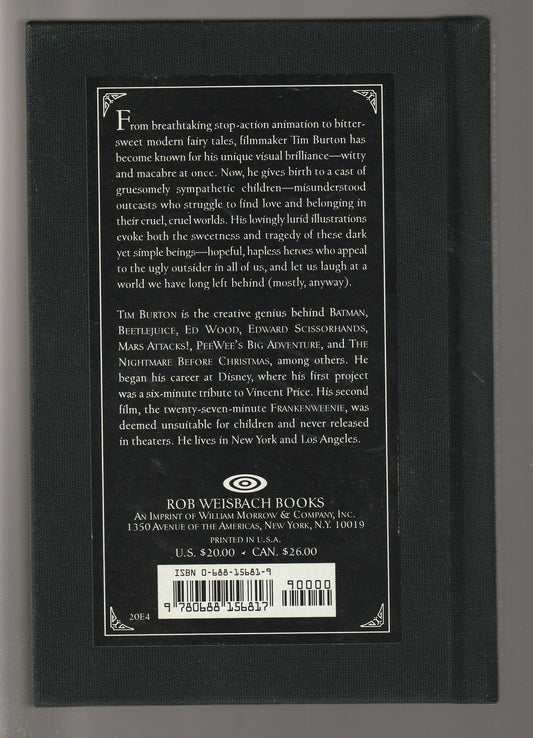 From breathtaking stop-action animation to bitter-
sweet modern fairy tales, filmmaker Tim Burton has
become known for his unique visual brilliance—witty
and macabre at once. Now, he gives birth to a cast of
gruesomely sympathetic children—misunderstood
outcasts who struggle to find love and belonging in
their cruel, cruel worlds. His lovingly lurid illustrations
evoke both the sweetness and tragedy of these dark
yet simple beings—hopeful, hapless heroes who appeal
to the ugly outsider in all of us, and let us laugh at a
world we have long left behind (mostly, anyway).
TIM BURTON is the creative genius behind BATMAN,
BEETLEJUICE, ED WOOD, EDWARD SCISSORHANDS,
MARS ATTACKS!, PEEWEE'S BIG ADVENTURE, and THE
NIGHTMARE BEFORE CHRISTMAS, among others. He
began his career at Disney, where his first project
was a six-minute tribute to Vincent Price. His second
film, the twenty-seven-minute FRANKENWEENIE, was
deemed unsuitable for children and never released
in theaters. He lives in New York and Los Angeles.
ROB WEISBACH BOOKS
AN IMPRINT OF WILLIAM MORROW & COMPANY, INC.
1350 AVENUE OF THE AMERICAS, NEW YORK, N.Y. 10019
PRINTED IN U.S.A.
U.S. $20.00 - CAN. $26.00
ISBN 0-688-15681-9
90000
9 780688 156817
20E4